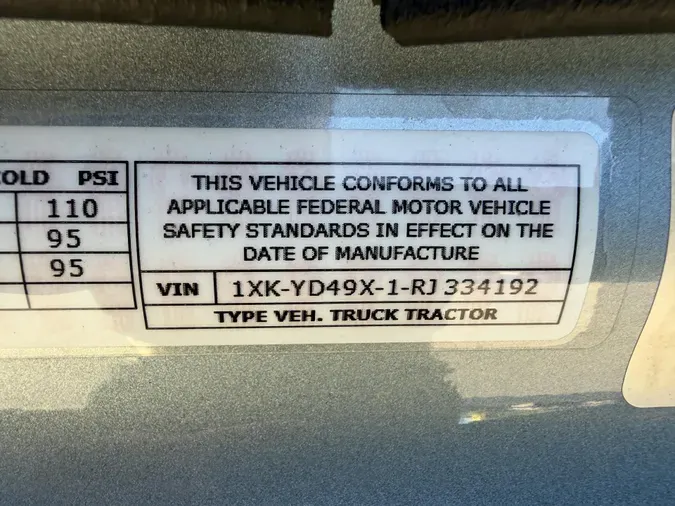 OLD PSI
110
95
95
THIS VEHICLE CONFORMS TO ALL
APPLICABLE FEDERAL MOTOR VEHICLE
SAFETY STANDARDS IN EFFECT ON THE
DATE OF MANUFACTURE
VIN 1XK-YD49X-1-RJ 334192
TYPE VEH. TRUCK TRACTOR